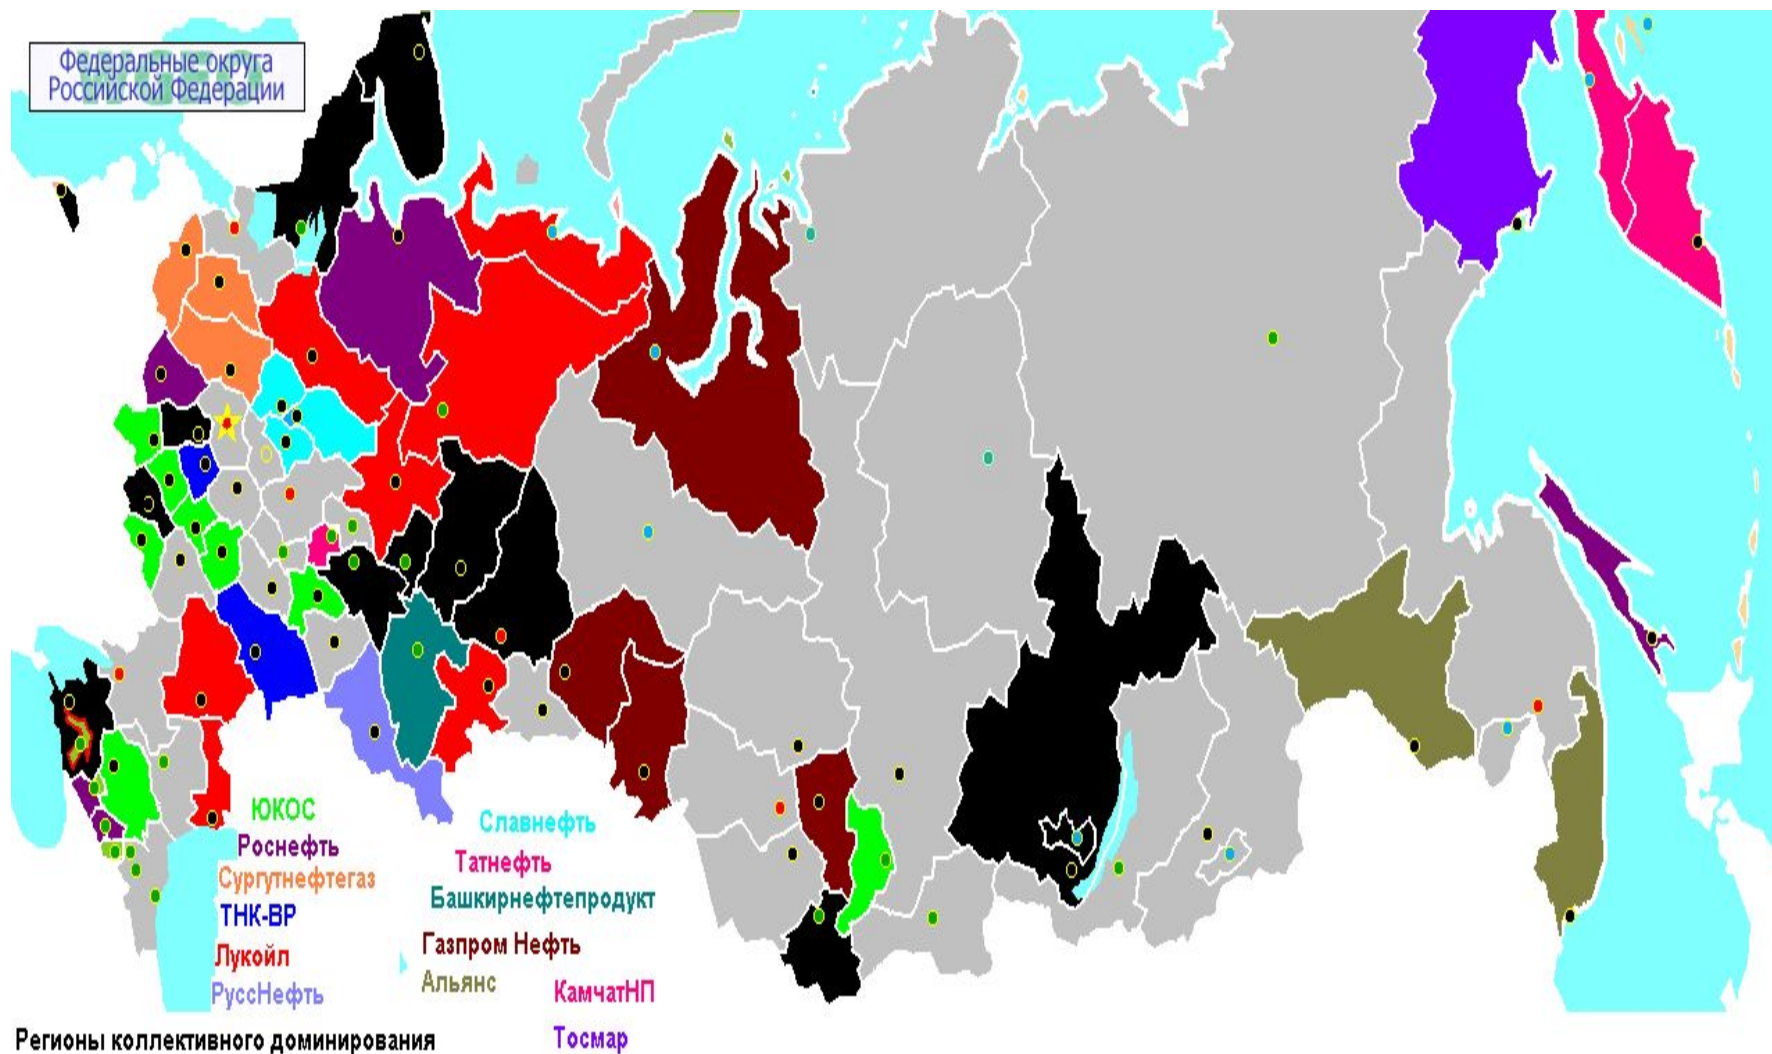 Федеральные округа
Российской Федерации
ЮКОС
Роснефть
Сургутнефтегаз
ТНК-ВР
Лукойл
РуссНефть
Славнефть
Татнефть
Башкирнефтепродукт
Газпром Нефть
Альянс
КамчатНП
Тосмар
Регионы коллективного доминирования